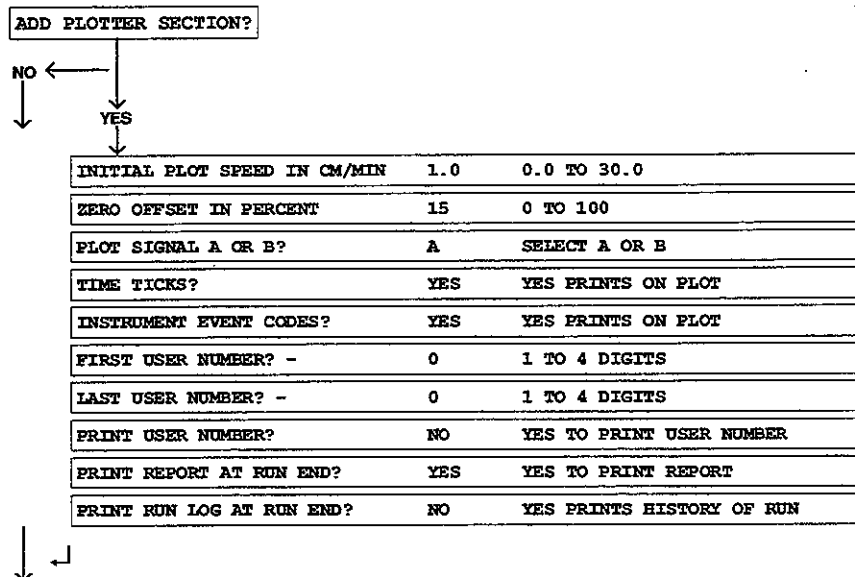 ADD PLOTTER SECTION?
NO
YES
INITIAL PLOT SPEED IN CM/MIN 1.0 0.0 TO 30.0
ZERO OFFSET IN PERCENT 15 0 TO 100
PLOT SIGNAL A OR B? A SELECT A OR B
TIME TICKS? YES YES PRINTS ON PLOT
INSTRUMENT EVENT CODES? YES YES PRINTS ON PLOT
FIRST USER NUMBER? - 0 1 TO 4 DIGITS
LAST USER NUMBER? - 0 1 TO 4 DIGITS
PRINT USER NUMBER? NO YES TO PRINT USER NUMBER
PRINT REPORT AT RUN END? YES YES TO PRINT REPORT
PRINT RUN LOG AT RUN END? NO YES PRINTS HISTORY OF RUN